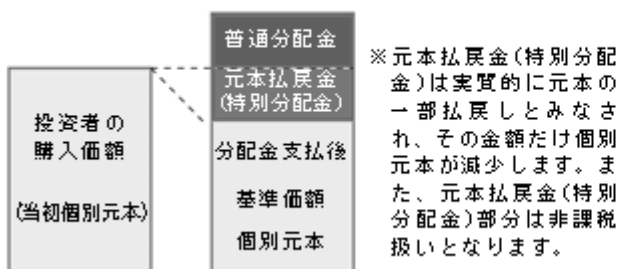 投資者の
購入価額
(当初個別元本)
普通分配金
元本払戻金
(特別分配金)
分配金支払後
基準価額
個別元本
※元本払戻金(特別分配
金)は実質的に元本の
一部払戻しとみなさ
れ、その金額だけ個別
元本が減少します。ま
た、元本払戻金(特別
分配金)部分は非課税
扱いとなります。